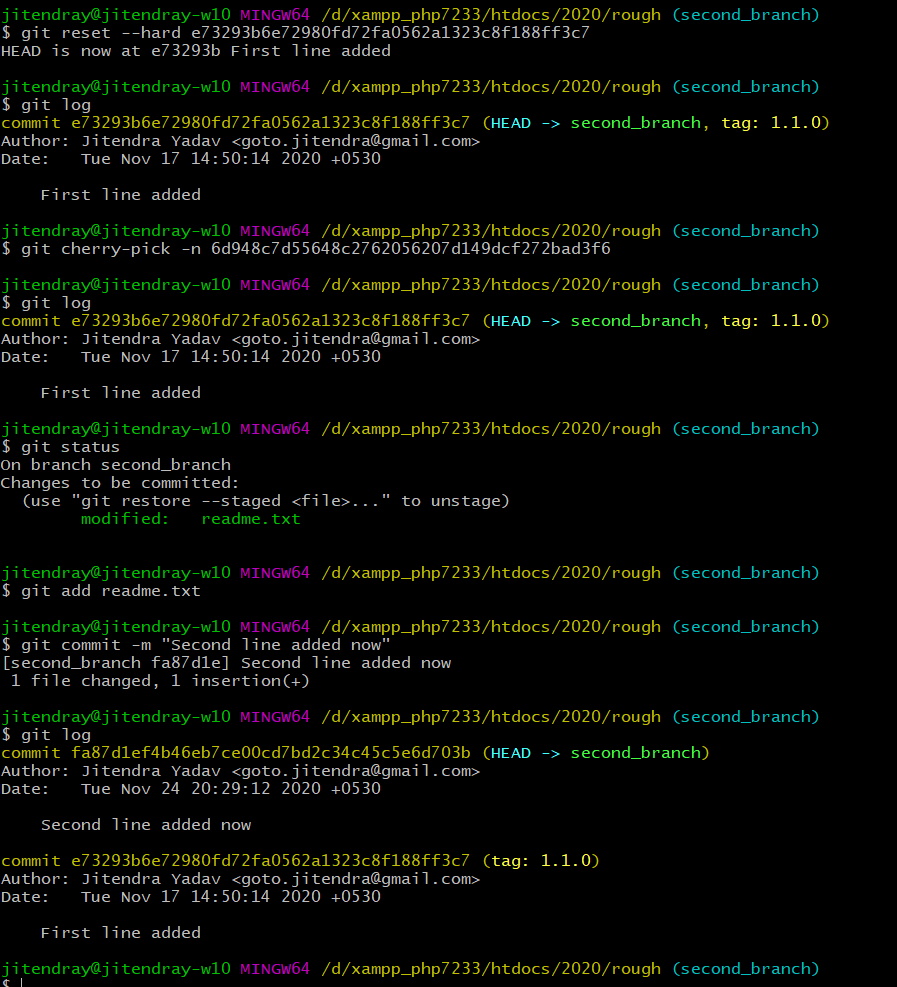 jitendray@jitendray-w10 MINGW64 /d/xampp_php7233/htdocs/2020/rough (second_branch)
$ git reset --hard e73293b6e72980fd72fa0562a1323c8f188ff3c7
HEAD is now at e73293b First line added
jitendray@jitendray-w10 MINGW64 /d/xampp_php7233/htdocs/2020/rough (second_branch)
$ git log
commit e73293b6e72980fd72fa0562a1323c8f188ff3c7 (HEAD -> second_branch, tag: 1.1.0)
Author: Jitendra Yadav <goto.jitendra@gmail.com>
Date:   Tue Nov 17 14:50:14 2020 +0530
    First line added
jitendray@jitendray-w10 MINGW64 /d/xampp_php7233/htdocs/2020/rough (second_branch)
$ git cherry-pick -n 6d948c7d55648c2762056207d149dcf272bad3f6
jitendray@jitendray-w10 MINGW64 /d/xampp_php7233/htdocs/2020/rough (second_branch)
$ git log
commit e73293b6e72980fd72fa0562a1323c8f188ff3c7 (HEAD -> second_branch, tag: 1.1.0)
Author: Jitendra Yadav <goto.jitendra@gmail.com>
Date:   Tue Nov 17 14:50:14 2020 +0530
    First line added
jitendray@jitendray-w10 MINGW64 /d/xampp_php7233/htdocs/2020/rough (second_branch)
$ git status
On branch second_branch
Changes to be committed:
  (use "git restore --staged <file>..." to unstage)
        modified:   readme.txt
jitendray@jitendray-w10 MINGW64 /d/xampp_php7233/htdocs/2020/rough (second_branch)
$ git add readme.txt
jitendray@jitendray-w10 MINGW64 /d/xampp_php7233/htdocs/2020/rough (second_branch)
$ git commit -m "Second line added now"
[second_branch fa87d1e] Second line added now
 1 file changed, 1 insertion(+)
jitendray@jitendray-w10 MINGW64 /d/xampp_php7233/htdocs/2020/rough (second_branch)
$ git log
commit fa87d1ef4b46eb7ce00cd7bd2c34c45c5e6d703b (HEAD -> second_branch)
Author: Jitendra Yadav <goto.jitendra@gmail.com>
Date:   Tue Nov 24 20:29:12 2020 +0530
    Second line added now
commit e73293b6e72980fd72fa0562a1323c8f188ff3c7 (tag: 1.1.0)
Author: Jitendra Yadav <goto.jitendra@gmail.com>
Date:   Tue Nov 17 14:50:14 2020 +0530
    First line added
jitendray@jitendray-w10 MINGW64 /d/xampp_php7233/htdocs/2020/rough (second_branch)
$